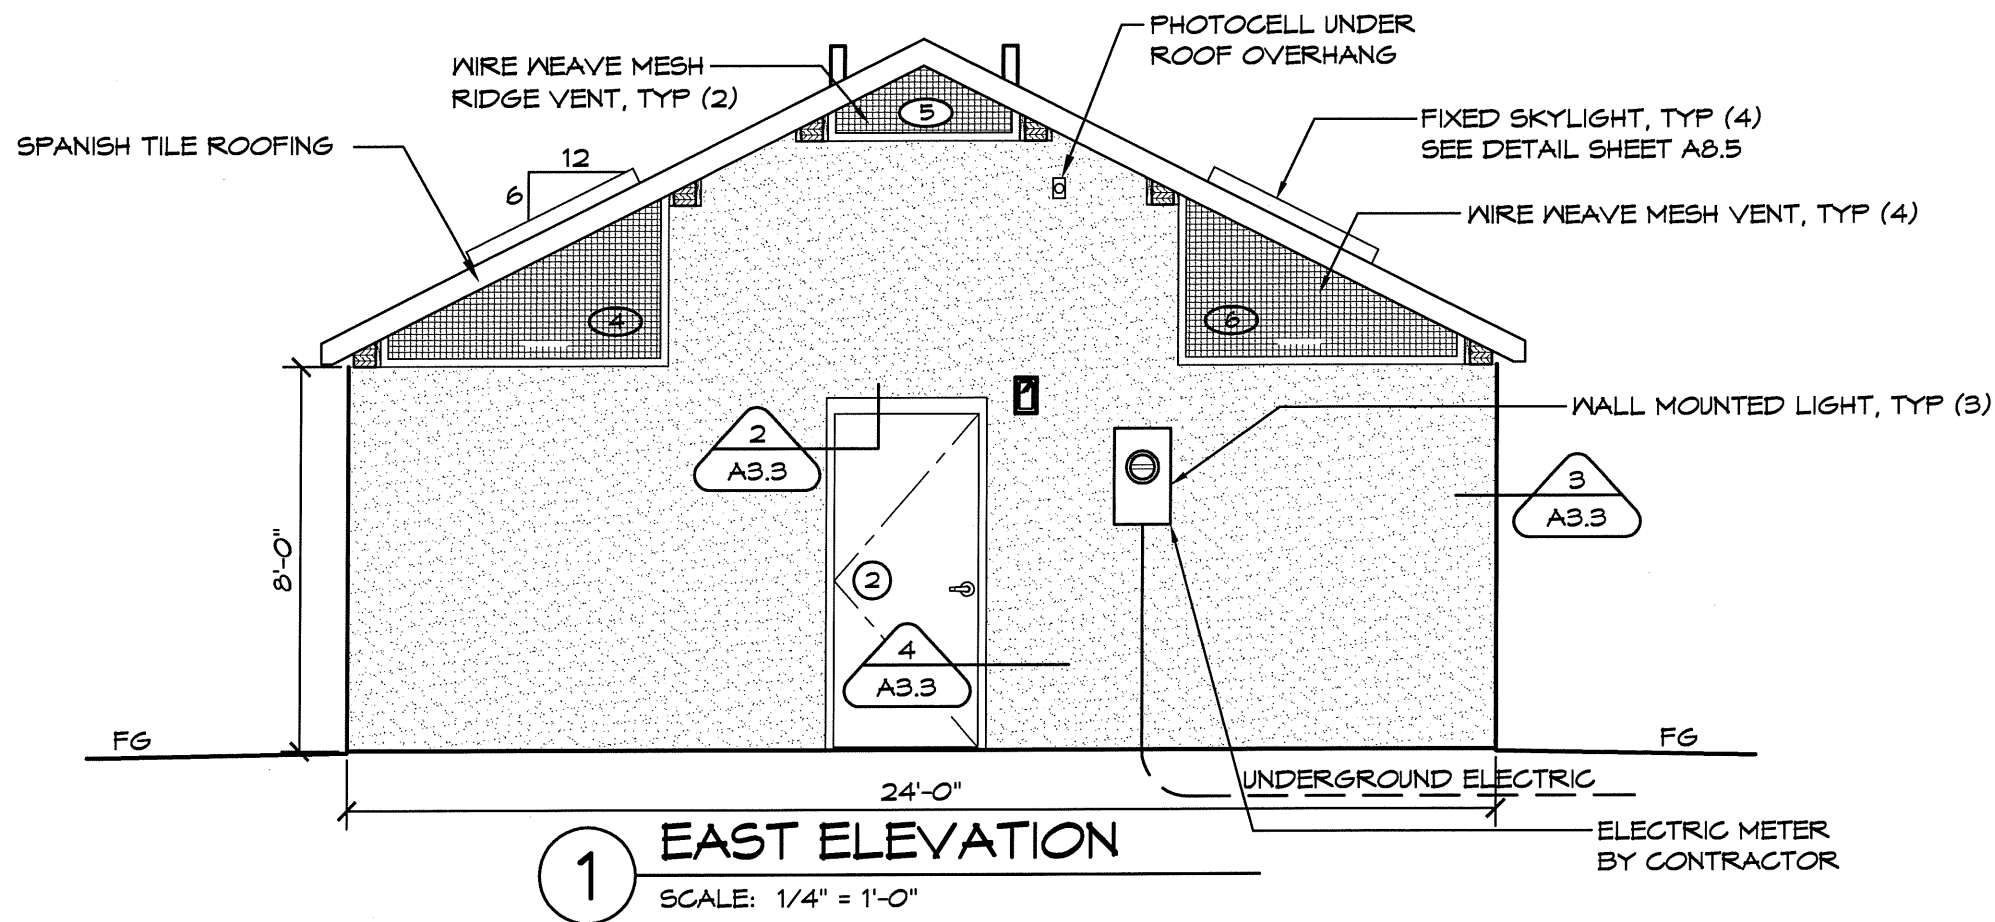 PHOTOCELL UNDER
ROOF OVERHANG
WIRE WEAVE MESH
RIDGE VENT, TYP (2)
5
FIXED SKYLIGHT, TYP (4)
SEE DETAIL SHEET A8.5
SPANISH TILE ROOFING
12
6
WIRE WEAVE MESH VENT, TYP (4)
4
6
WALL MOUNTED LIGHT, TYP (3)
2
A3.3
3
A3.3
8'-0"
2
4
A3.3
FG
FG
UNDERGROUND ELECTRIC
24'-0"
ELECTRIC METER
BY CONTRACTOR
1
EAST ELEVATION
SCALE: 1/4" = 1'-0"